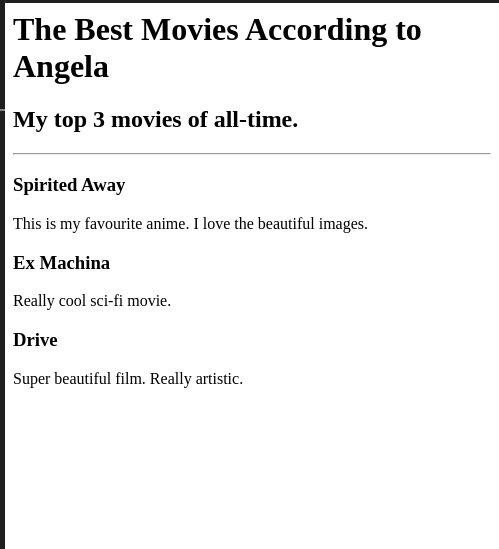 The Best Movies According to
Angela
My top 3 movies of all-time.
Spirited Away
This is my favourite anime. I love the beautiful images.
Ex Machina
Really cool sci-fi movie.
Drive
Super beautiful film. Really artistic.